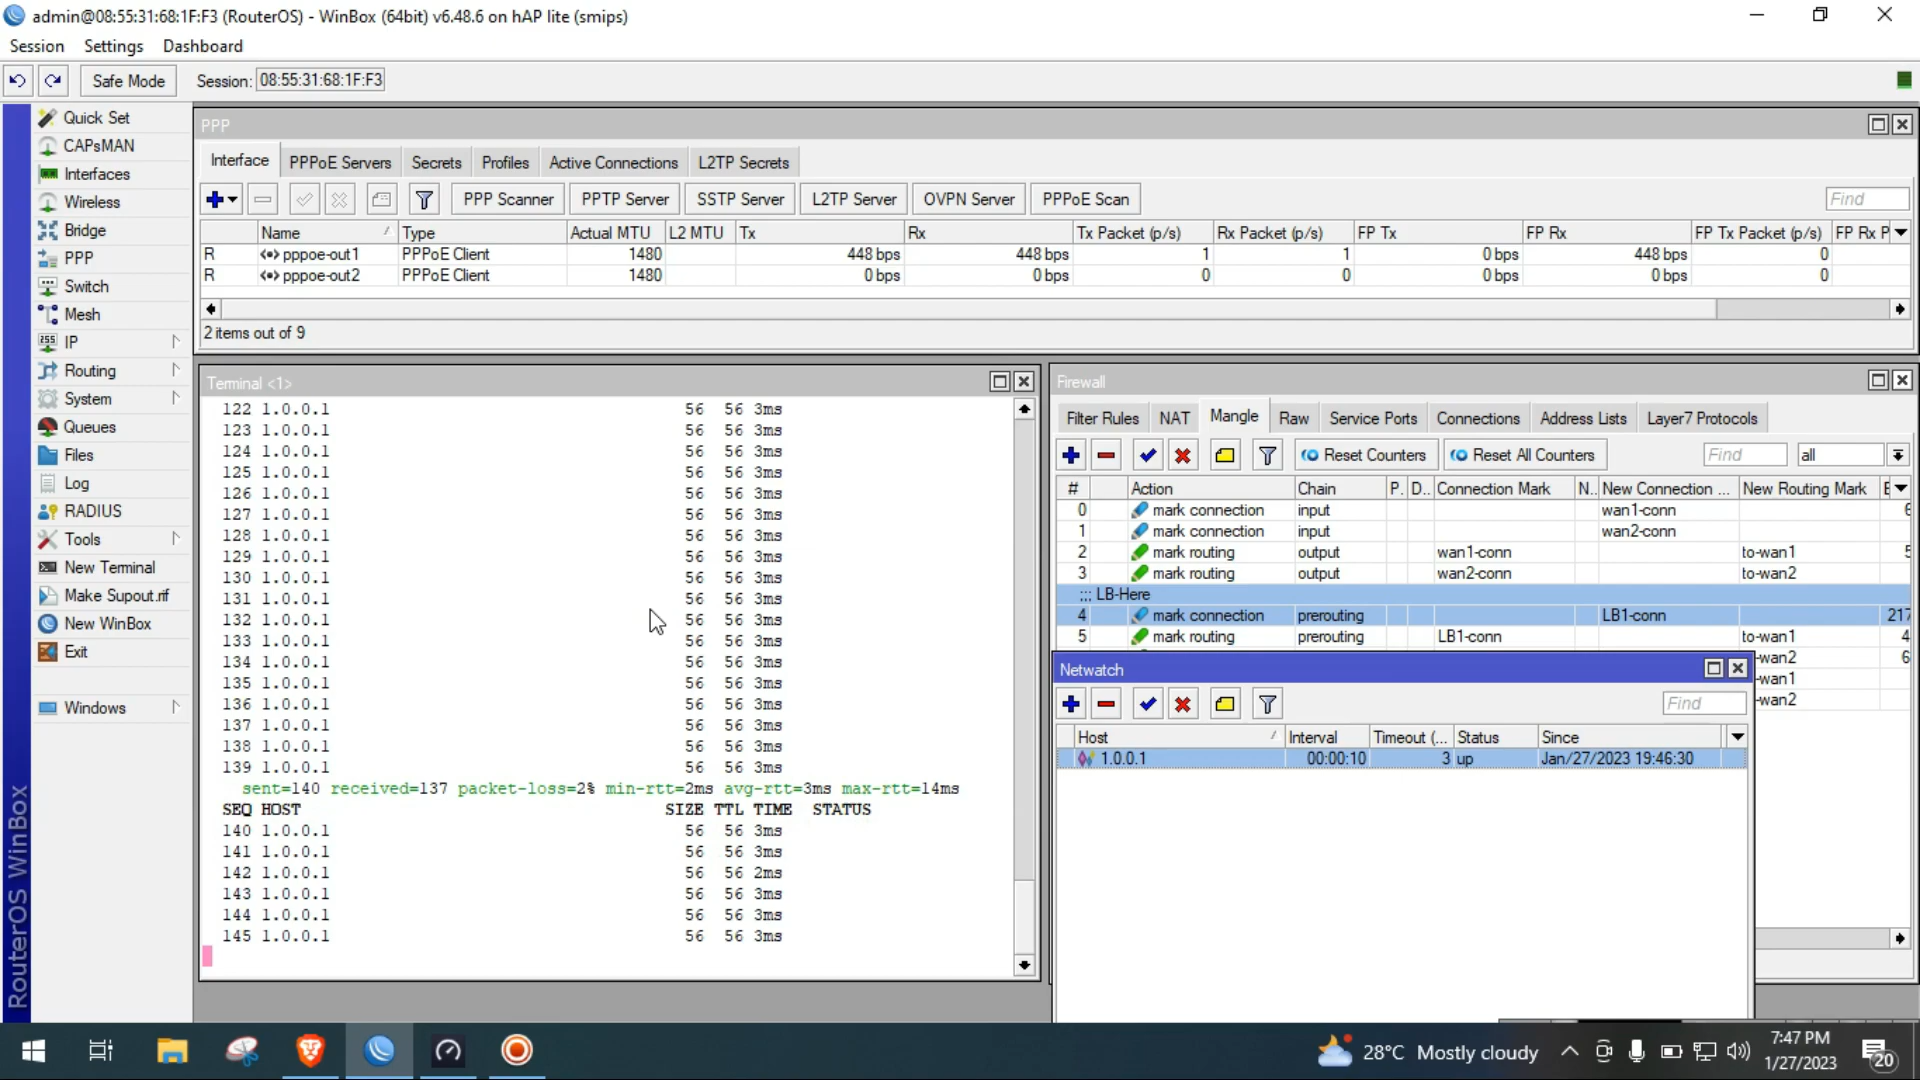 admin@08:55:31:68:1F:F3 (RouterOS) - WinBox (64bit) v6.48.6 on hAP lite (smips)
Session Settings Dashboard
Safe Mode Session: 08:55:31:68:1F:F3
Quick Set
CAPsMAN
Interfaces
Wireless
Bridge
PPP
Switch
Mesh
IP
Routing
System
Queues
Files
Log
RADIUS
Tools
New Terminal
Make Supout.rif
New WinBox
Exit
Windows
RouterOS WinBox
PPP
Interface PPPoE Servers Secrets Profiles Active Connections L2TP Secrets
PPP Scanner PPTP Server SSTP Server L2TP Server OVPN Server PPPoE Scan Find
Name Type Actual MTU L2 MTU Tx Rx Tx Packet (p/s) Rx Packet (p/s) FP Tx FP Rx FP Tx Packet (p/s) FP Rx P
R pppoe-out1 PPPoE Client 1480 448 bps 448 bps 1 1 0 bps 448 bps 0
R pppoe-out2 PPPoE Client 1480 0 bps 0 bps 0 0 0 bps 0 bps 0
2 items out of 9
Terminal <1>
122 1.0.0.1 56 56 3ms
123 1.0.0.1 56 56 3ms
124 1.0.0.1 56 56 3ms
125 1.0.0.1 56 56 3ms
126 1.0.0.1 56 56 3ms
127 1.0.0.1 56 56 3ms
128 1.0.0.1 56 56 3ms
129 1.0.0.1 56 56 3ms
130 1.0.0.1 56 56 3ms
131 1.0.0.1 56 56 3ms
132 1.0.0.1 56 56 3ms
133 1.0.0.1 56 56 3ms
134 1.0.0.1 56 56 3ms
135 1.0.0.1 56 56 3ms
136 1.0.0.1 56 56 3ms
137 1.0.0.1 56 56 3ms
138 1.0.0.1 56 56 3ms
139 1.0.0.1 56 56 3ms
sent=140 received=137 packet-loss=2% min-rtt=2ms avg-rtt=3ms max-rtt=14ms
SEQ HOST SIZE TTL TIME STATUS
140 1.0.0.1 56 56 3ms
141 1.0.0.1 56 56 3ms
142 1.0.0.1 56 56 2ms
143 1.0.0.1 56 56 3ms
144 1.0.0.1 56 56 3ms
145 1.0.0.1 56 56 3ms
Firewall
Filter Rules NAT Mangle Raw Service Ports Connections Address Lists Layer7 Protocols
Reset Counters Reset All Counters Find all
# Action Chain P. D.. Connection Mark N.. New Connection ... New Routing Mark
0 mark connection input wan1-conn 6
1 mark connection input wan2-conn
2 mark routing output wan1-conn to-wan1 5
3 mark routing output wan2-conn to-wan2
;;; LB-Here
4 mark connection prerouting LB1-conn 217
5 mark routing prerouting LB1-conn to-wan1 4
-wan2 6
-wan1
-wan2
Netwatch
Find
Host Interval Timeout (... Status Since
1.0.0.1 00:00:10 3 up Jan/27/2023 19:46:30
28°C Mostly cloudy
7:47 PM
1/27/2023
20